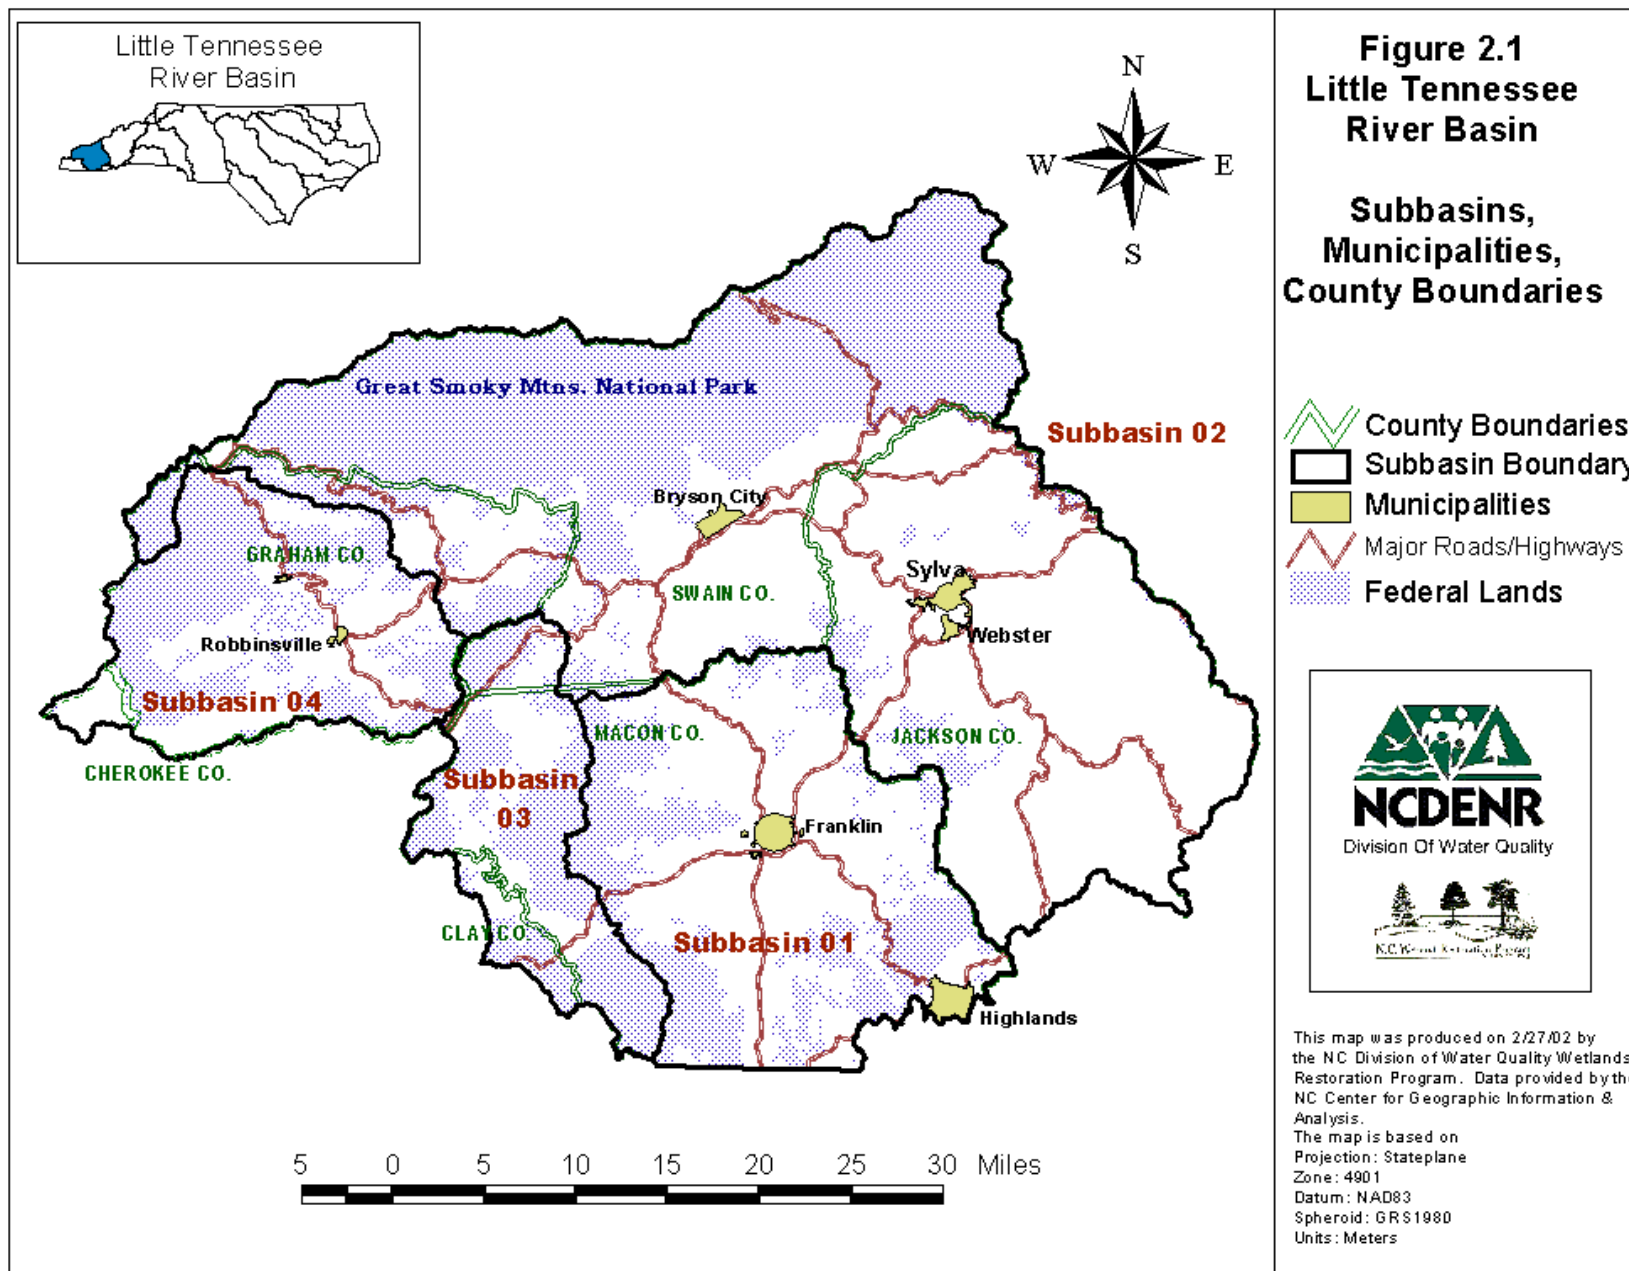 Little Tennessee
River Basin
N
W
E
S
Great Smoky Mtns. National Park
Subbasin 02
Bryson City
GRAHAM CO.
Sylva
SWAIN CO.
Robbinsville
Webster
Subbasin 04
MACON CO.
JACKSON CO.
CHEROKEE CO.
Subbasin
03
Franklin
CLAY CO.
Subbasin 01
Highlands
5 0 5 10 15 20 25 30 Miles
Figure 2.1
Little Tennessee
River Basin
Subbasins,
Municipalities,
County Boundaries
County Boundaries
Subbasin Boundary
Municipalities
Major Roads/Highways
Federal Lands
NCDENR
Division Of Water Quality
This map was produced on 2/27/02 by
the NC Division of Water Quality Wetlands
Restoration Program. Data provided by the
NC Center for Geographic Information &
Analysis.
The map is based on
Projection: Stateplane
Zone: 4901
Datum: NAD83
Spheroid: GRS1980
Units: Meters